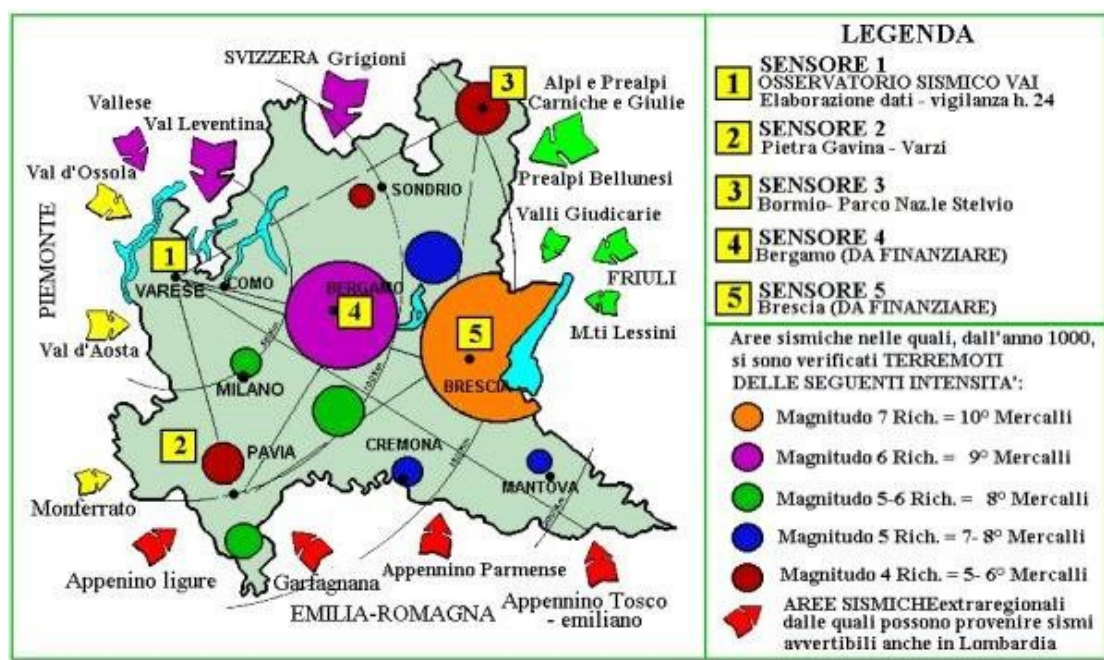 SVIZZERA Grigioni
Vallese
Val Leventina
Val d'Ossola
PIEMONTE
Val d'Aosta
Monferrato
Appenino ligure
Garfagnana
EMILIA-ROMAGNA
Appennino Parmense
Appennino Tosco
- emiliano
Alpi e Prealpi
Carniche e Giulie
Prealpi Bellunesi
Valli Giudicarie
FRIULI
M.ti Lessini
3
SONDRIO
1
VARESE
COMO
BERGAMO
4
5
BRESCIA
MILANO
2
PAVIA
CREMONA
MANTOVA
LEGENDA
1
SENSORE 1
OSSERVATORIO SISMICO VAI
Elaborazione dati - vigilanza h. 24
2
SENSORE 2
Pietra Gavina - Varzi
3
SENSORE 3
Bormio- Parco Naz.le Stelvio
4
SENSORE 4
Bergamo (DA FINANZIARE)
5
SENSORE 5
Brescia (DA FINANZIARE)
Aree sismiche nelle quali, dall'anno 1000,
si sono verificati TERREMOTI
DELLE SEGUENTI INTENSITA':
Magnitudo 7 Rich. = 10° Mercalli
Magnitudo 6 Rich. = 9° Mercalli
Magnitudo 5-6 Rich. = 8° Mercalli
Magnitudo 5 Rich. = 7- 8° Mercalli
Magnitudo 4 Rich. = 5- 6° Mercalli
AREE SISMICHE extraregionali
dalle quali possono provenire sismi
avvertibili anche in Lombardia